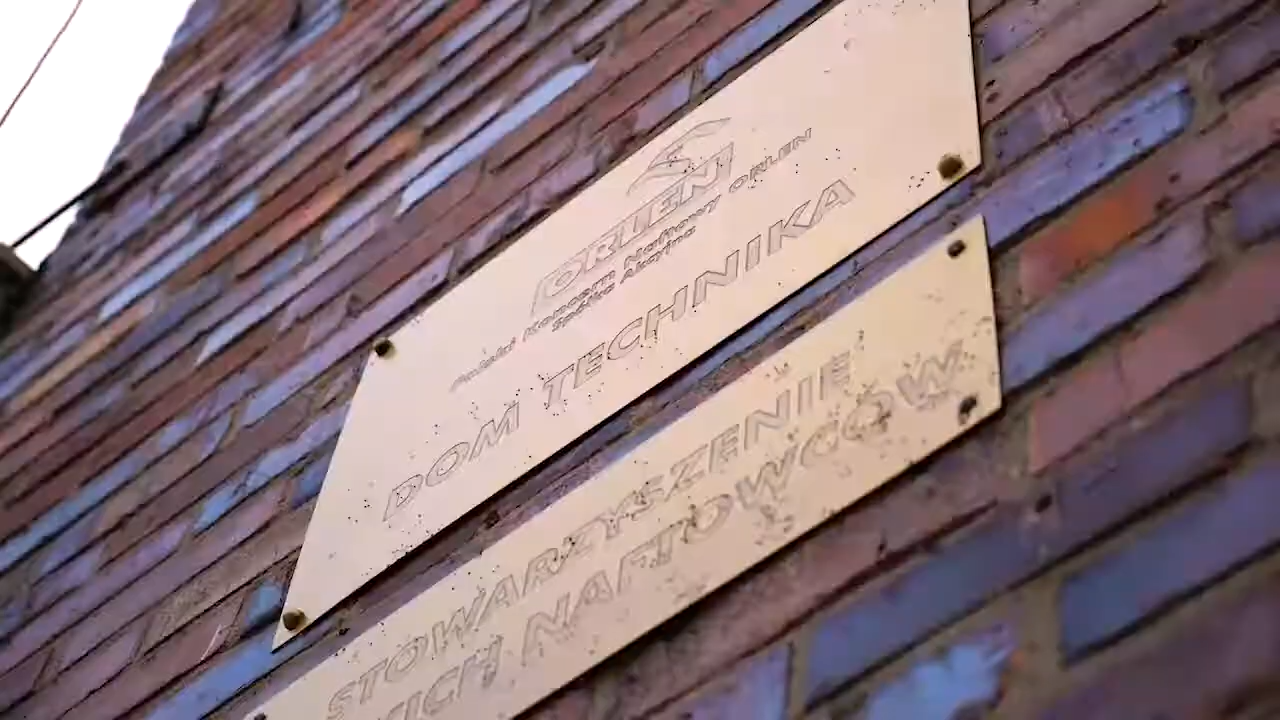 ORLEN
Polski Koncern Naftowy ORLEN
Spółka Akcyjna
DOM TECHNIKA
STOWARZYSZENIE
NAFTOWCÓW